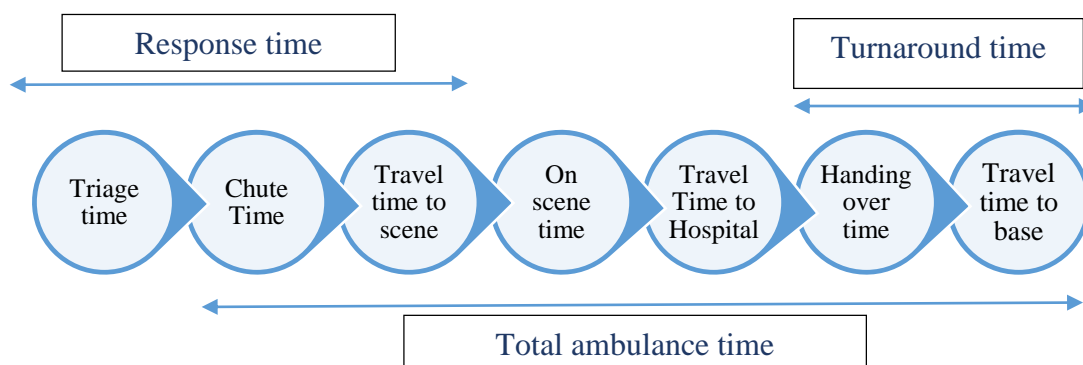 Response time
Turnaround time
Triage
time
Chute
Time
Travel
time to
scene
On
scene
time
Travel
Time to
Hospital
Handing
over
time
Travel
time to
base
Total ambulance time